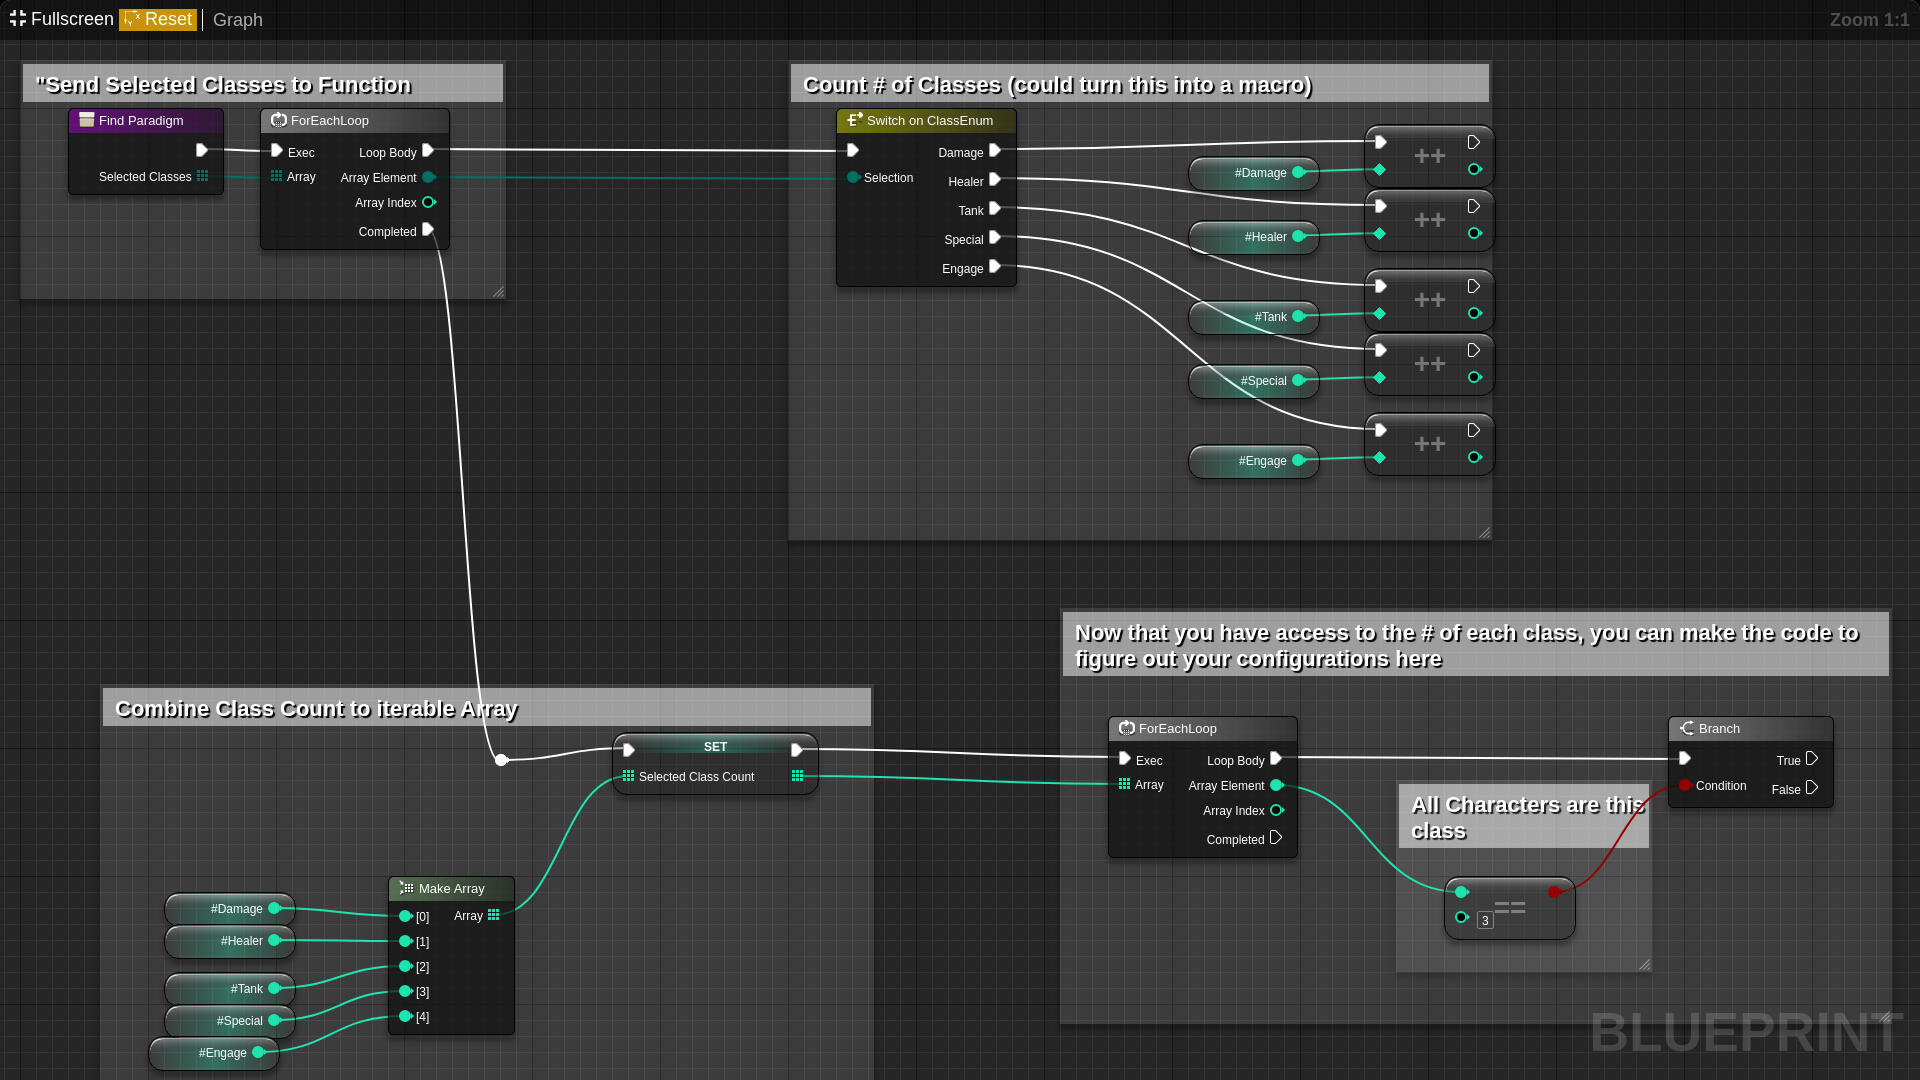 Fullscreen Reset Graph
Zoom 1:1
"Send Selected Classes to Function
Find Paradigm
Selected Classes
ForEachLoop
Exec Loop Body
Array Array Element
Array Index
Completed
Count # of Classes (could turn this into a macro)
Switch on ClassEnum
Damage
Selection
Healer
Tank
Special
Engage
#Damage
++
#Healer
++
#Tank
++
#Special
++
#Engage
++
Combine Class Count to iterable Array
SET
Selected Class Count
Make Array
[0] Array
[1]
[2]
[3]
[4]
#Damage
#Healer
#Tank
#Special
#Engage
Now that you have access to the # of each class, you can make the code to
figure out your configurations here
ForEachLoop
Exec Loop Body
Array Array Element
Array Index
Completed
All Characters are this
class
3 ==
Branch
True
Condition
False
BLUEPRINT